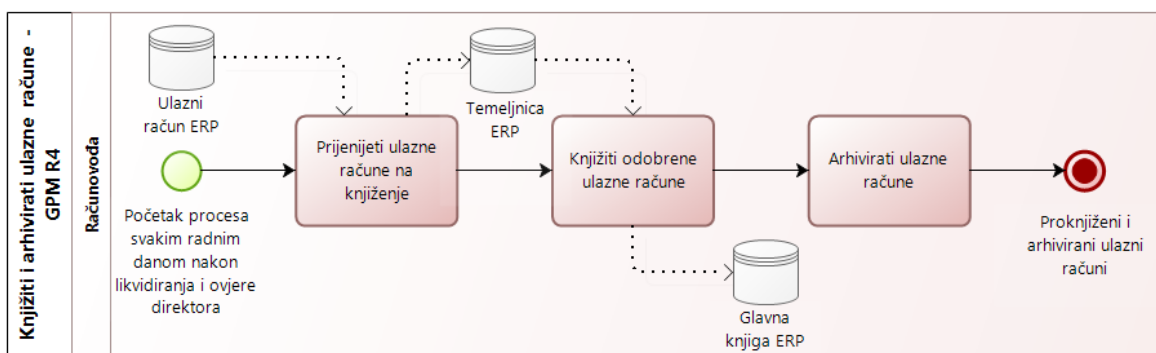 Knjižiti i arhivirati ulazne račune -
GPM R4
Računovođa
Ulazni
račun ERP
Temeljnica
ERP
Prijenijeti ulazne
račune na
knjiženje
Knjižiti odobrene
ulazne račune
Arhivirati ulazne
račune
Početak procesa
svakim radnim
danom nakon
likvidiranja i ovjere
direktora
Proknjiženi i
arhivirani ulazni
računi
Glavna
knjiga ERP